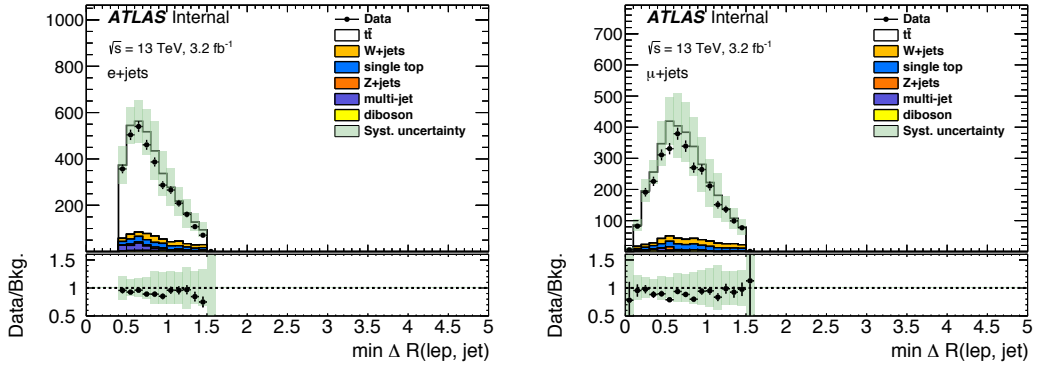 ATLAS Internal
√s = 13 TeV, 3.2 fb⁻¹
e+jets
Data
tt̄
W+jets
single top
Z+jets
multi-jet
diboson
Syst. uncertainty
1000
800
600
400
200
Data/Bkg.
1.5
1
0.5
0 0.5 1 1.5 2 2.5 3 3.5 4 4.5 5
min Δ R(lep, jet)
ATLAS Internal
√s = 13 TeV, 3.2 fb⁻¹
μ+jets
Data
tt̄
W+jets
single top
Z+jets
multi-jet
diboson
Syst. uncertainty
700
600
500
400
300
200
100
Data/Bkg.
1.5
1
0.5
0 0.5 1 1.5 2 2.5 3 3.5 4 4.5 5
min Δ R(lep, jet)